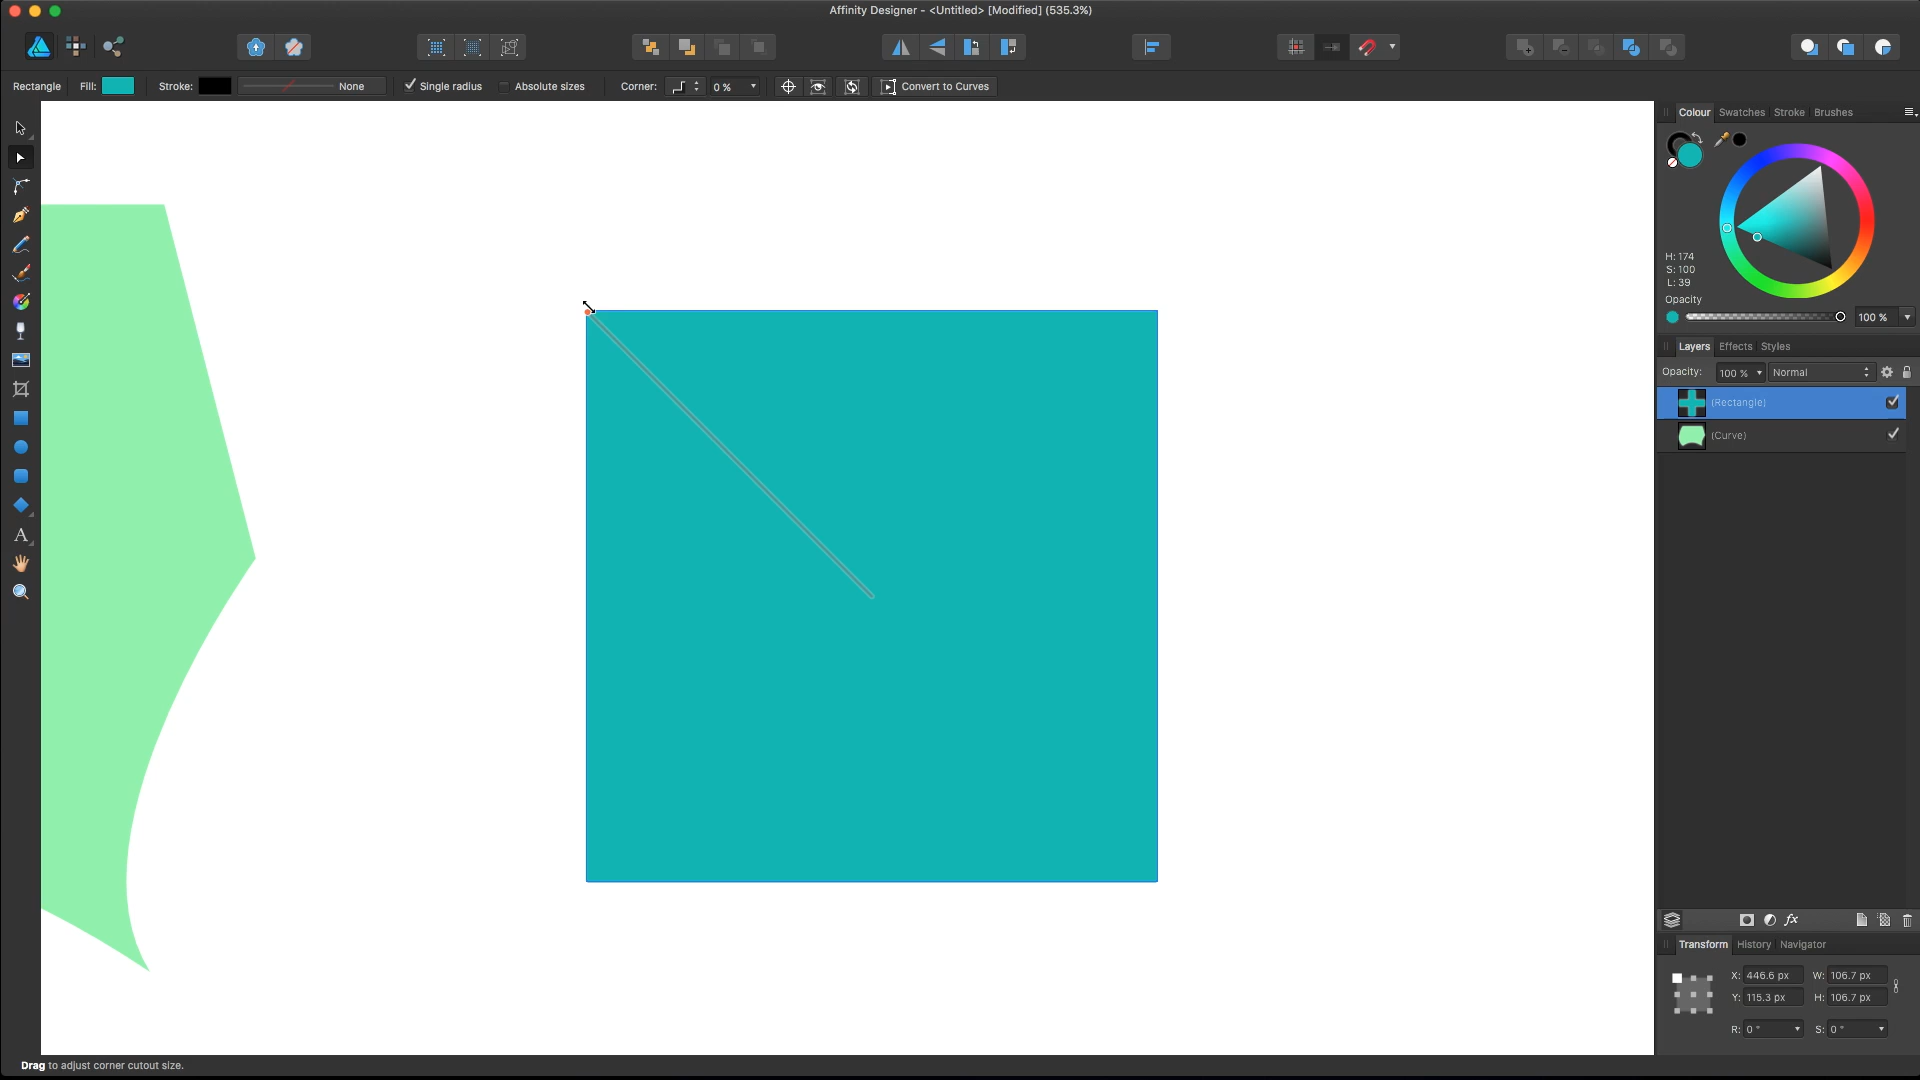 Affinity Designer - <Untitled> [Modified] (535.3%)
Rectangle Fill: Stroke: None Single radius Absolute sizes Corner: 0 % Convert to Curves
Colour Swatches Stroke Brushes
H: 174
S: 100
L: 39
Opacity
100 %
Layers Effects Styles
Opacity: 100 % Normal
(Rectangle)
(Curve)
fx
Transform History Navigator
X: 446.6 px W: 106.7 px
Y: 115.3 px H: 106.7 px
R: 0 ° S: 0 °
A
Drag to adjust corner cutout size.